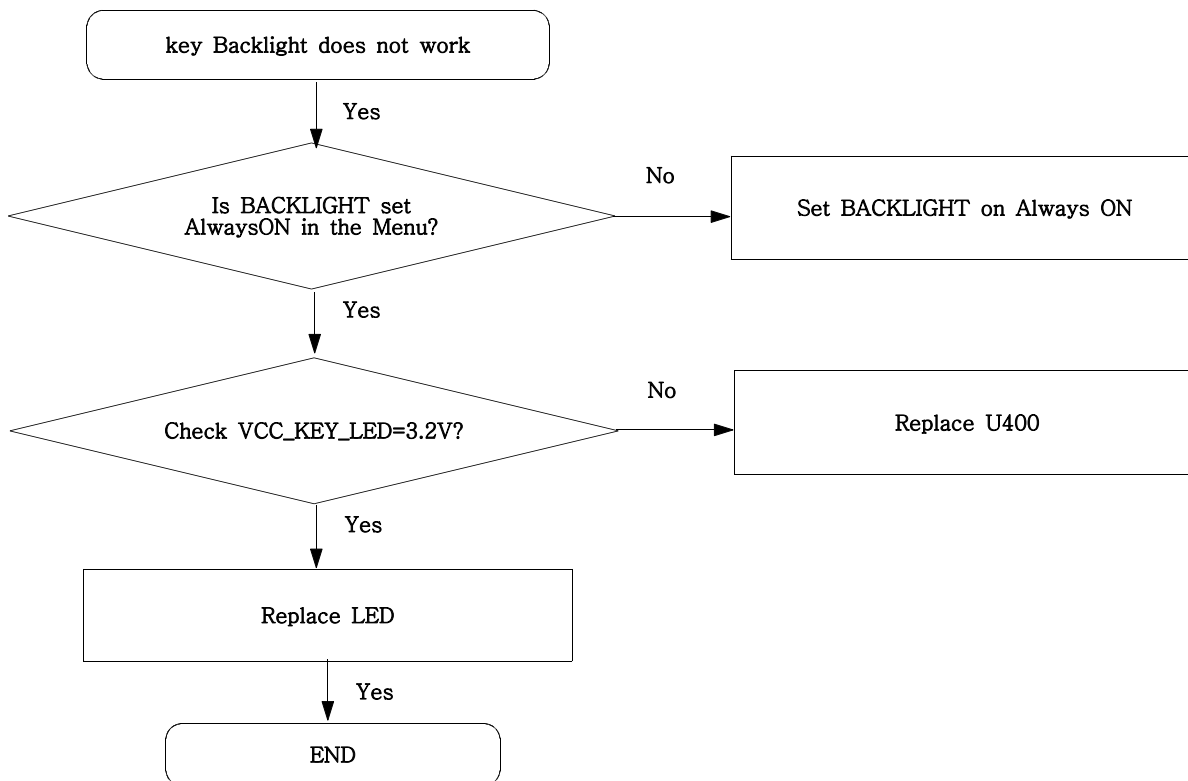 key Backlight does not work
Yes
Is BACKLIGHT set
AlwaysON in the Menu?
No
Set BACKLIGHT on Always ON
Yes
Check VCC_KEY_LED=3.2V?
No
Replace U400
Yes
Replace LED
Yes
END